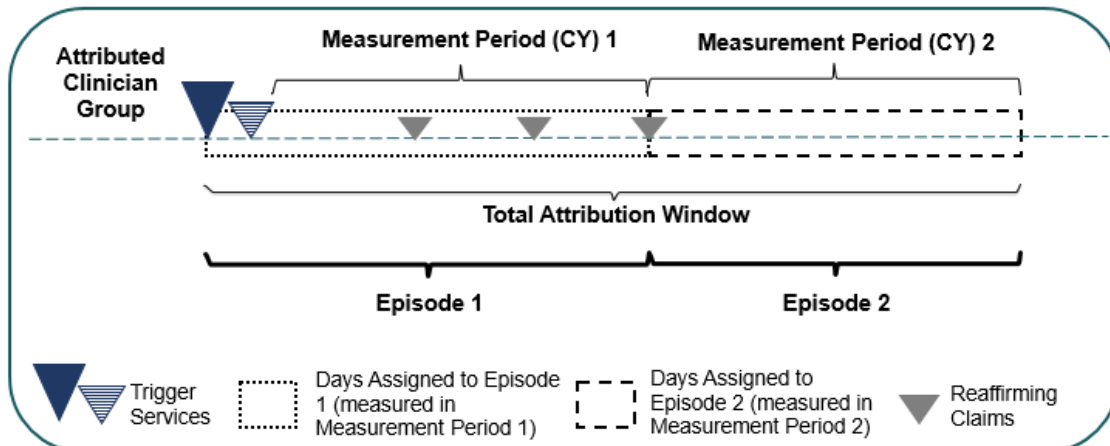 Attributed
Clinician
Group
Measurement Period (CY) 1
Measurement Period (CY) 2
Total Attribution Window
Episode 1
Episode 2
Trigger
Services
Days Assigned to Episode
1 (measured in
Measurement Period 1)
Days Assigned to
Episode 2 (measured in
Measurement Period 2)
Reaffirming
Claims